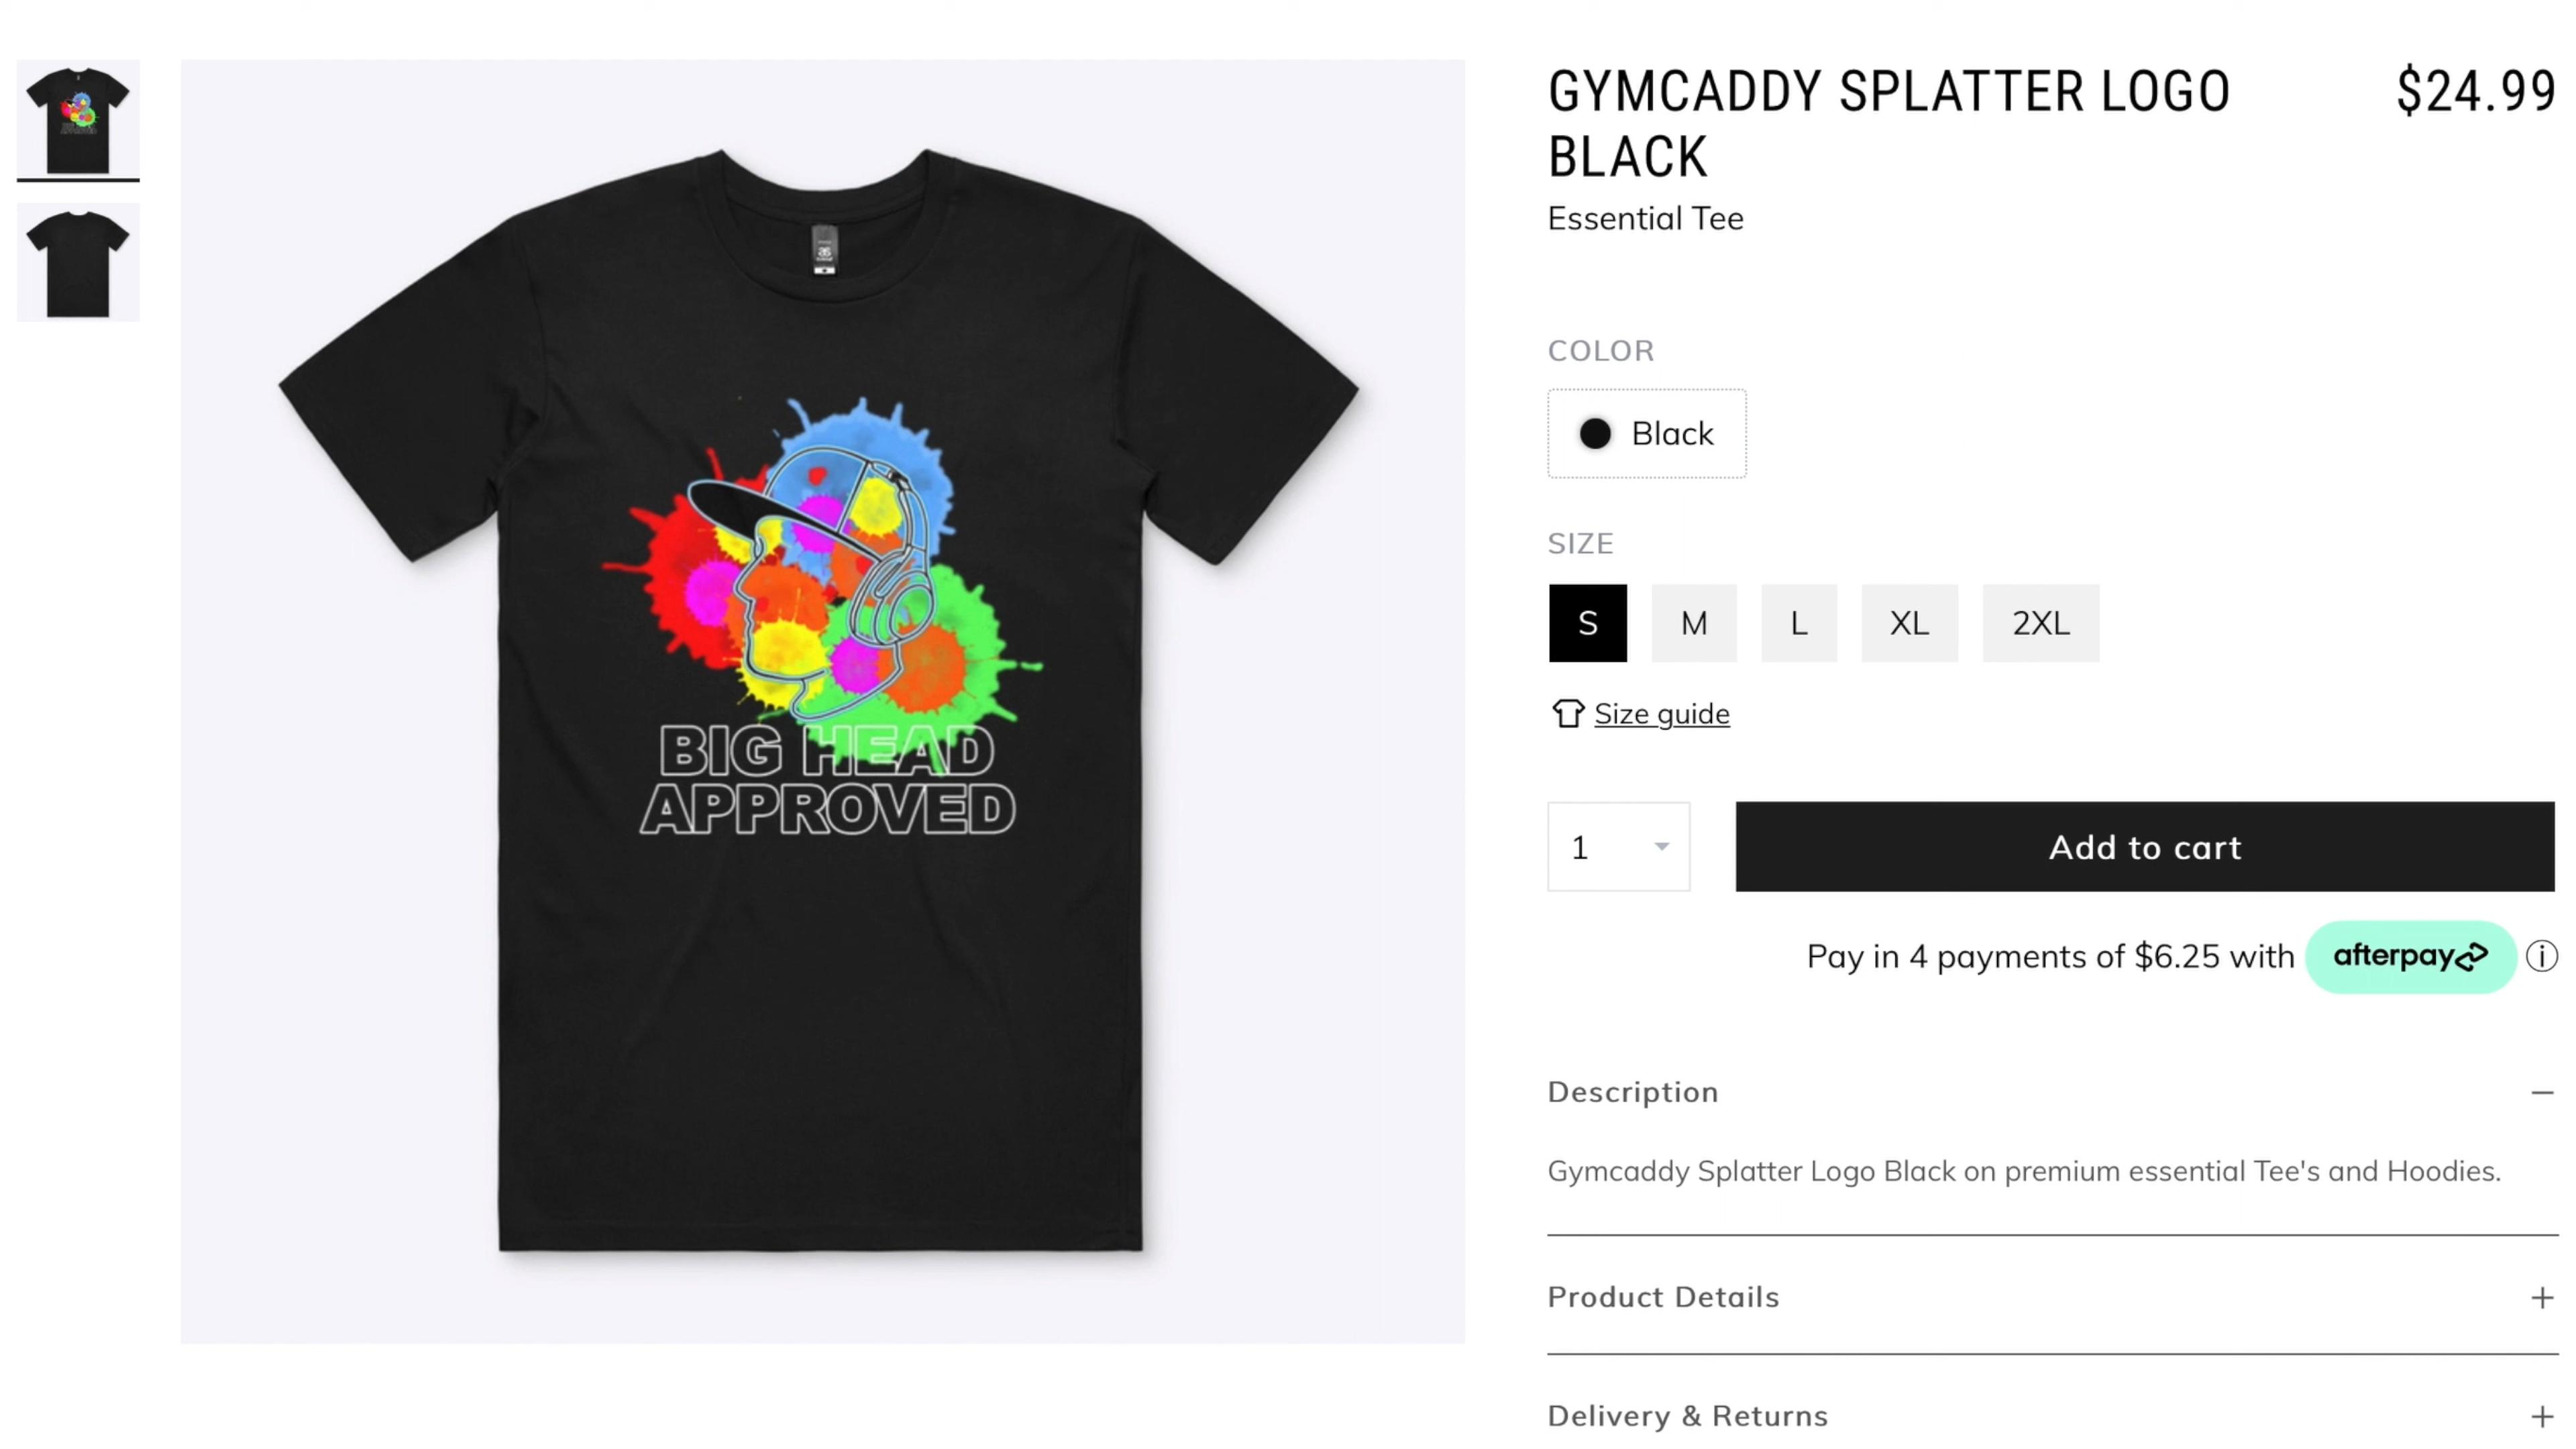 GYMCADDY SPLATTER LOGO
BLACK
$24.99
Essential Tee
COLOR
Black
SIZE
S M L XL 2XL
Size guide
1
Add to cart
Pay in 4 payments of $6.25 with afterpay
Description
Gymcaddy Splatter Logo Black on premium essential Tee's and Hoodies.
Product Details
Delivery & Returns
BIG HEAD
APPROVED